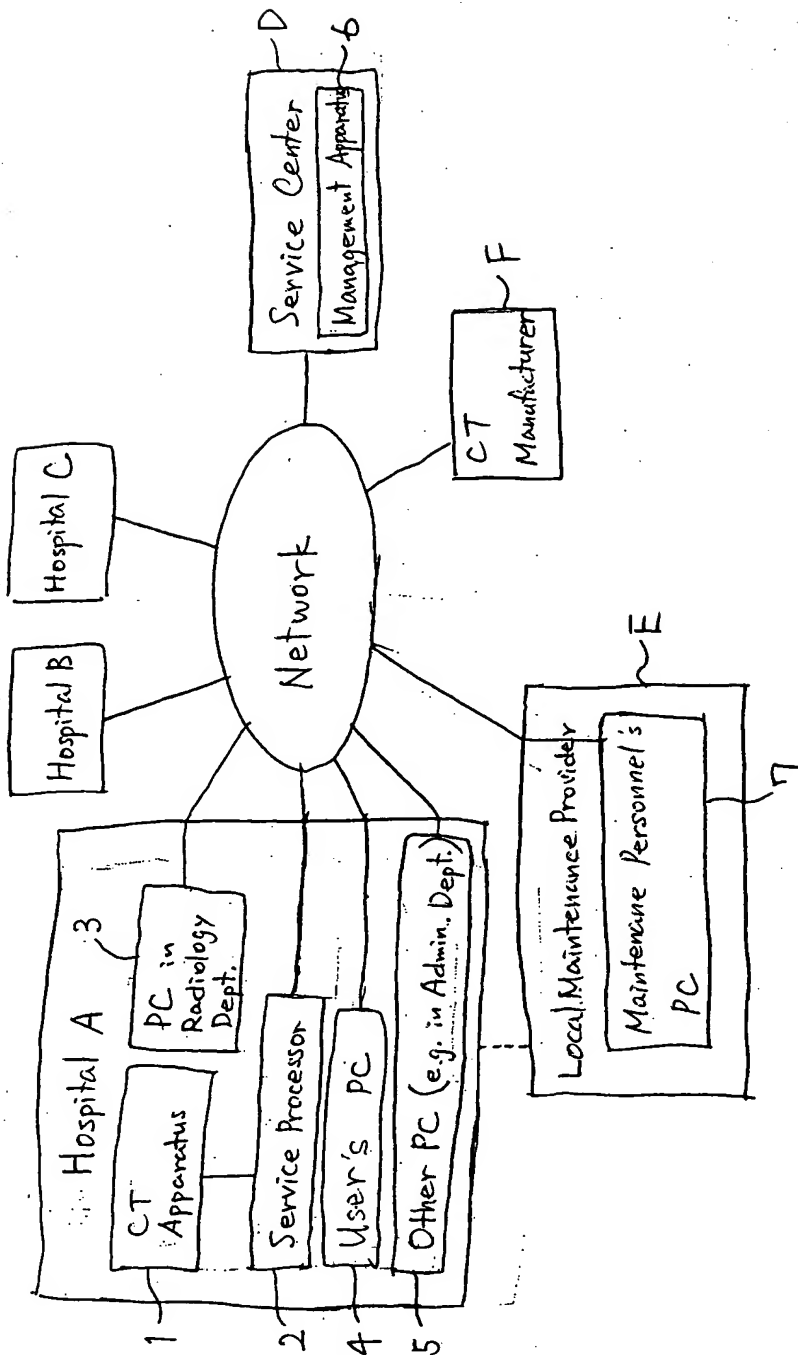 Hospital A
3
PC in
Radiology
Dept.
CT
Apparatus
1
Service Processor
2
User's PC
4
Other PC (e.g. in Admin. Dept.)
5
Hospital B
Hospital C
Network
Service Center
D
Management Apparatus
6
CT
Manufacturer
F
Local Maintenance Provider
E
Maintenane Personnel's
PC
7